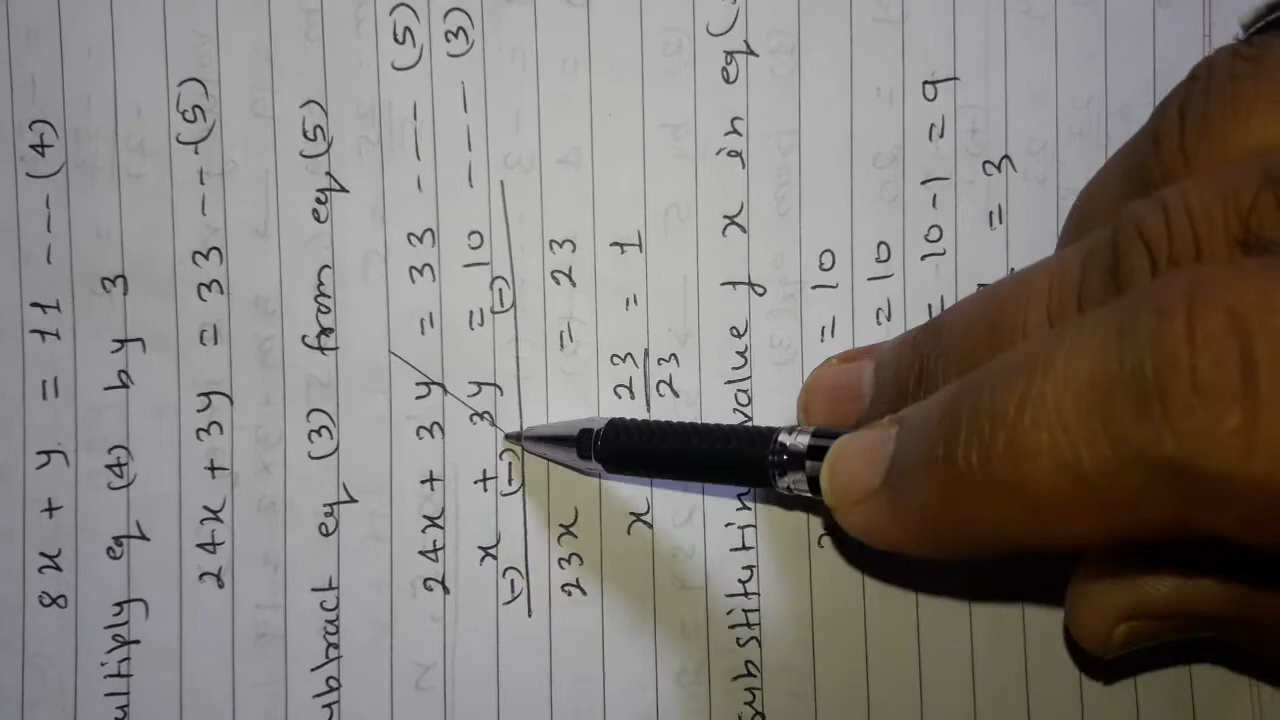 8x + y = 11 --- (4)
ultiply eq (4) by 3
24x + 3y = 33 --- (5)
ubtract eq (3) from eq (5)
24x + 3y = 33 --- (5)
x + 3y = 10 --- (3)
(-) (-) (-)
23x = 23
x 23/23 = 1
substituting value of x in eq (
= 10
= 10
= 10 - 1 = 9
= 3